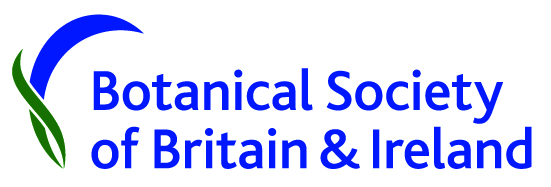 Botanical Society
of Britain & Ireland